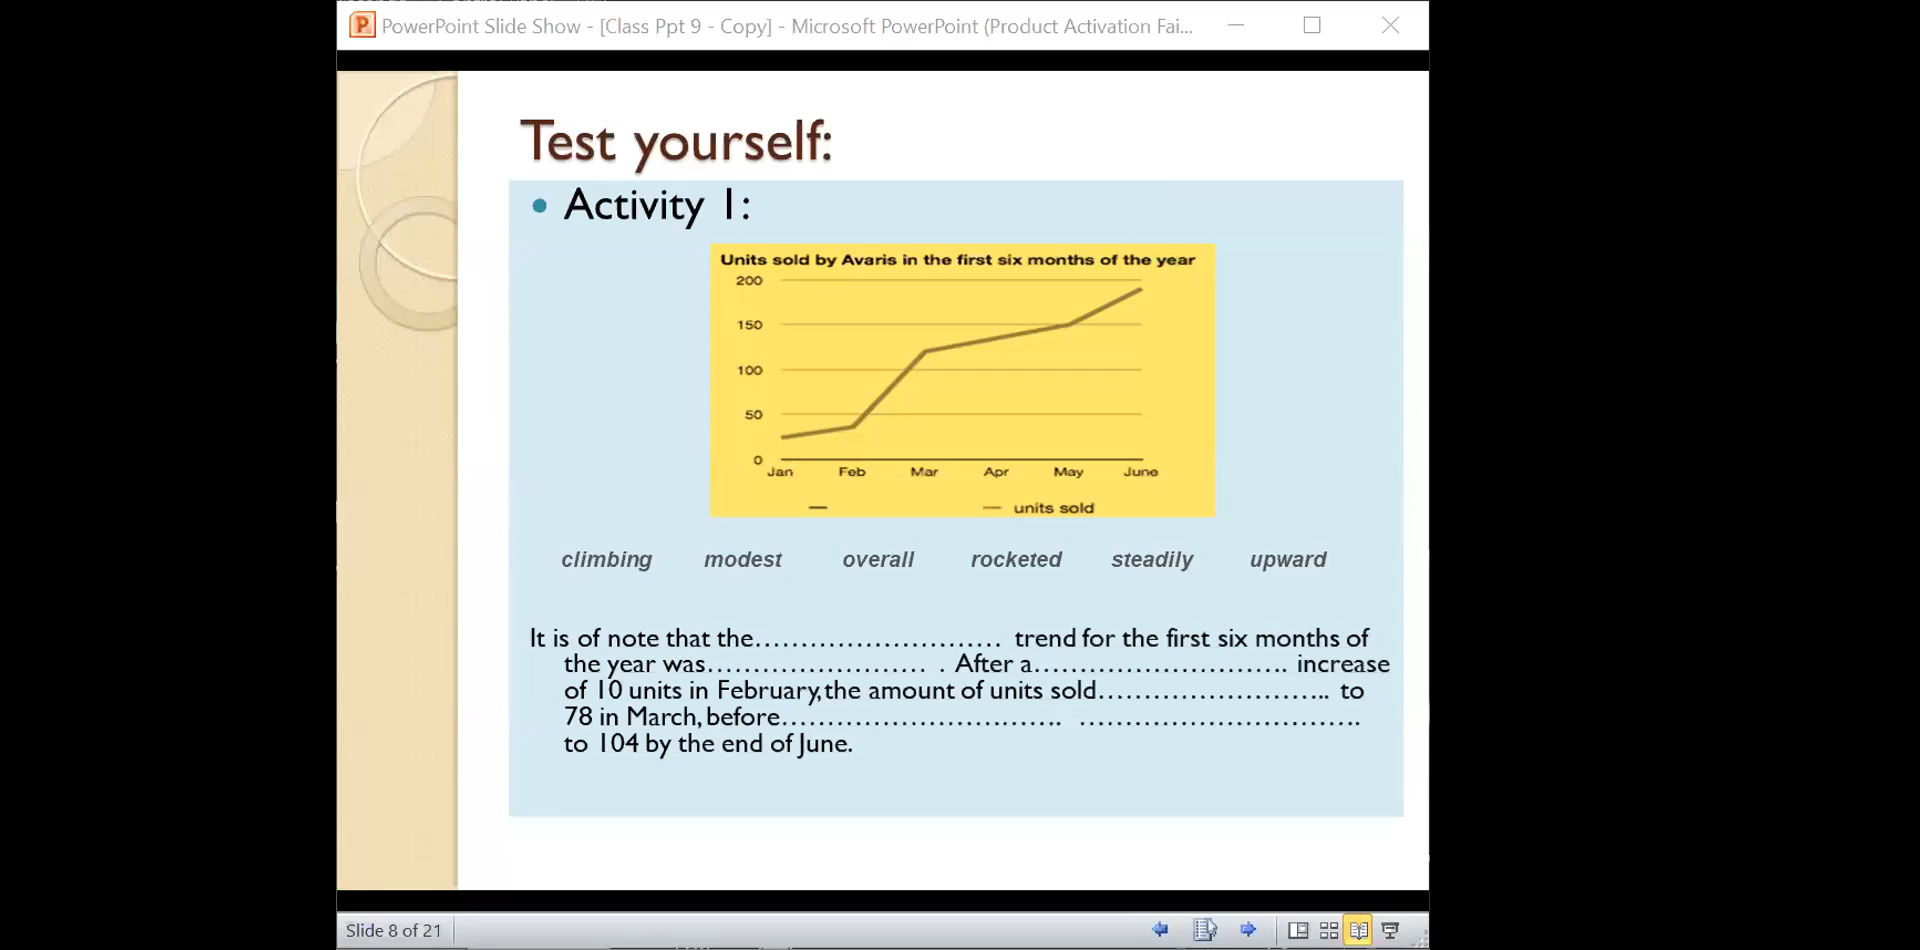 PowerPoint Slide Show - [Class Ppt 9 - Copy] - Microsoft PowerPoint (Product Activation Fai...
Test yourself:
• Activity 1:
Units sold by Avaris in the first six months of the year
200
150
100
50
0
Jan Feb Mar Apr May June
units sold
climbing modest overall rocketed steadily upward
It is of note that the.............................. trend for the first six months of
the year was........................ . After a............................ increase
of 10 units in February, the amount of units sold......................... to
78 in March, before.............................. ..............................
to 104 by the end of June.
Slide 8 of 21